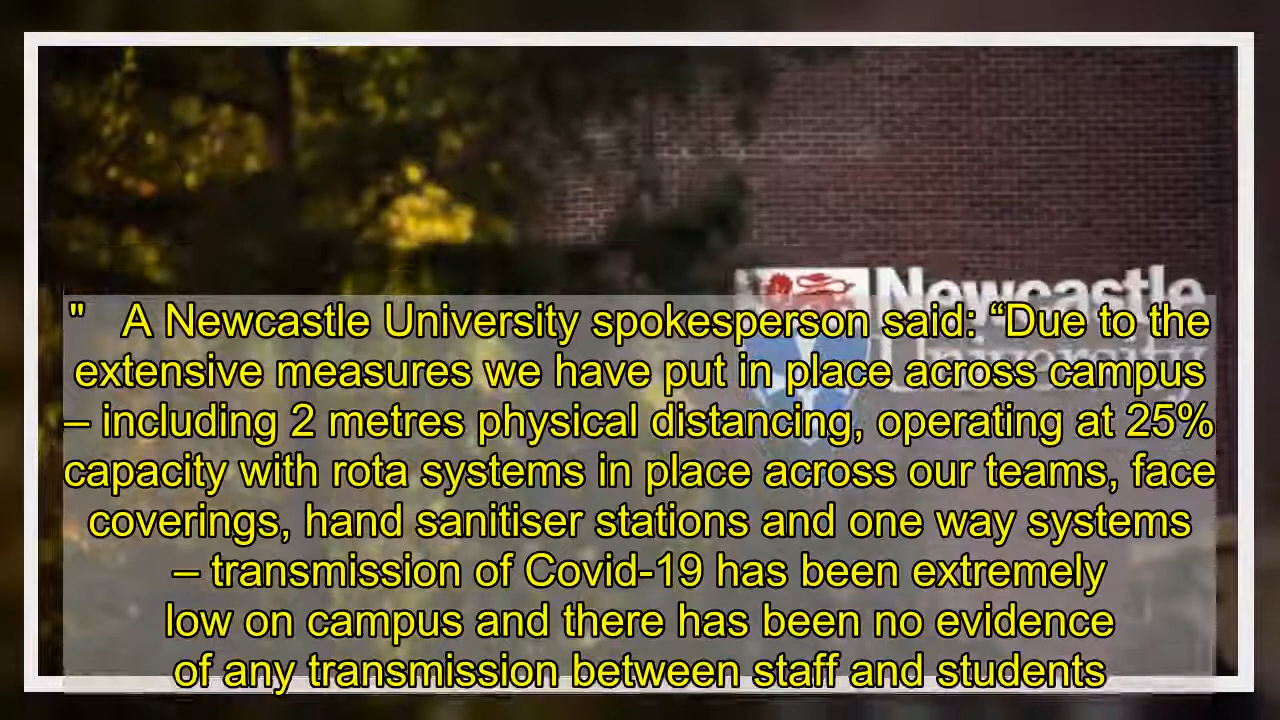 Newcastle
University
"   A Newcastle University spokesperson said: “Due to the
extensive measures we have put in place across campus
– including 2 metres physical distancing, operating at 25%
capacity with rota systems in place across our teams, face
coverings, hand sanitiser stations and one way systems
– transmission of Covid-19 has been extremely
low on campus and there has been no evidence
of any transmission between staff and students